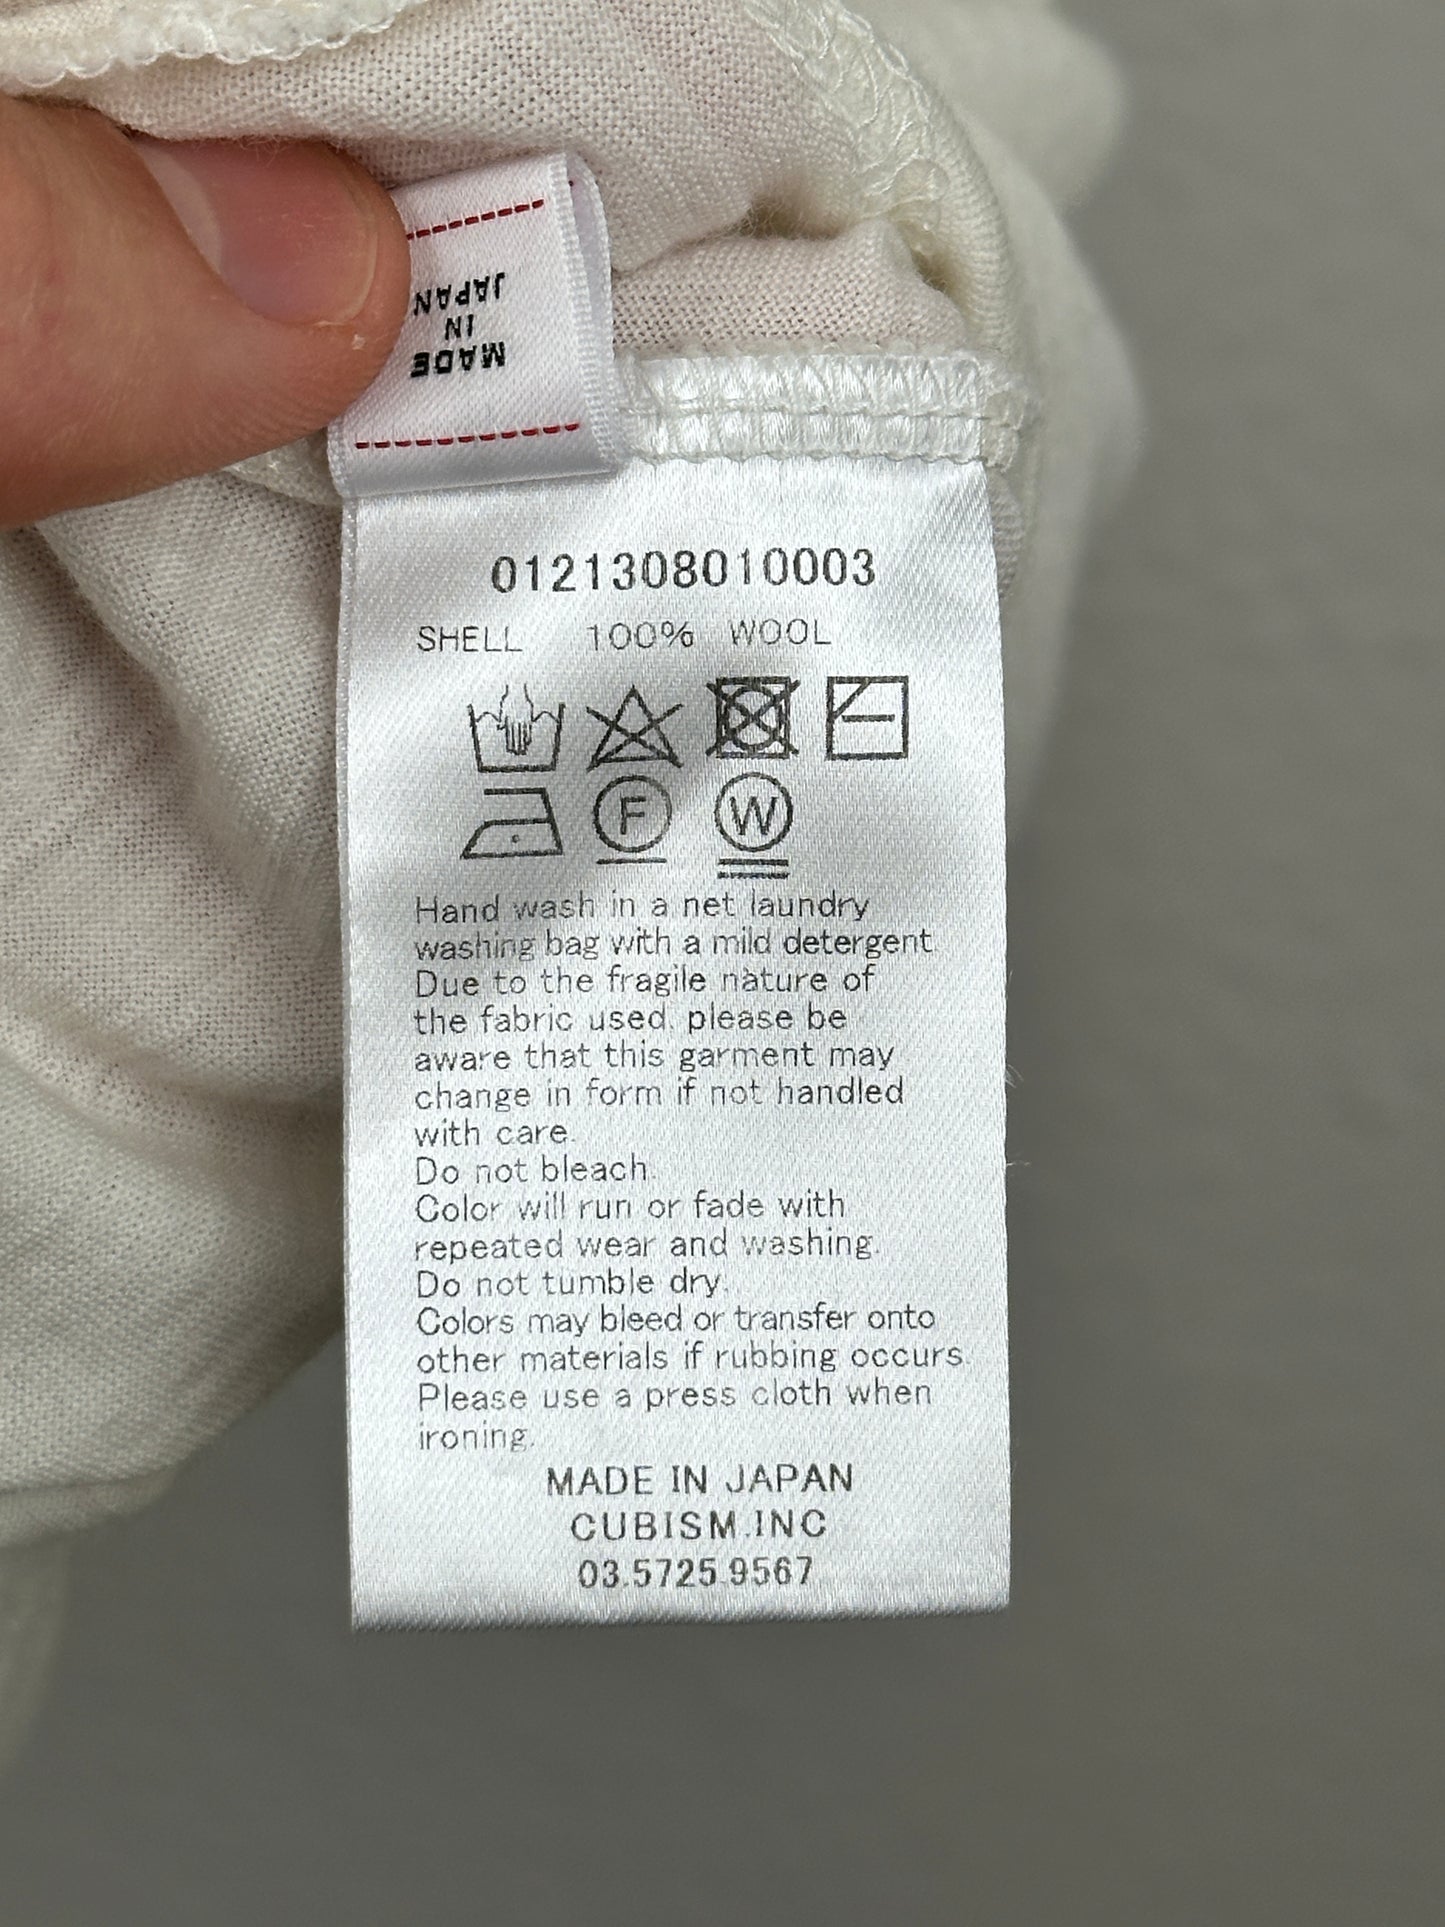 MADE
IN
JAPAN
0121308010003
SHELL 100% WOOL
F W
Hand wash in a net laundry
washing bag with a mild detergent
Due to the fragile nature of
the fabric used, please be
aware that this garment may
change in form if not handled
with care.
Do not bleach.
Color will run or fade with
repeated wear and washing.
Do not tumble dry.
Colors may bleed or transfer onto
other materials if rubbing occurs.
Please use a press cloth when
ironing.
MADE IN JAPAN
CUBISM.INC
03.5725.9567